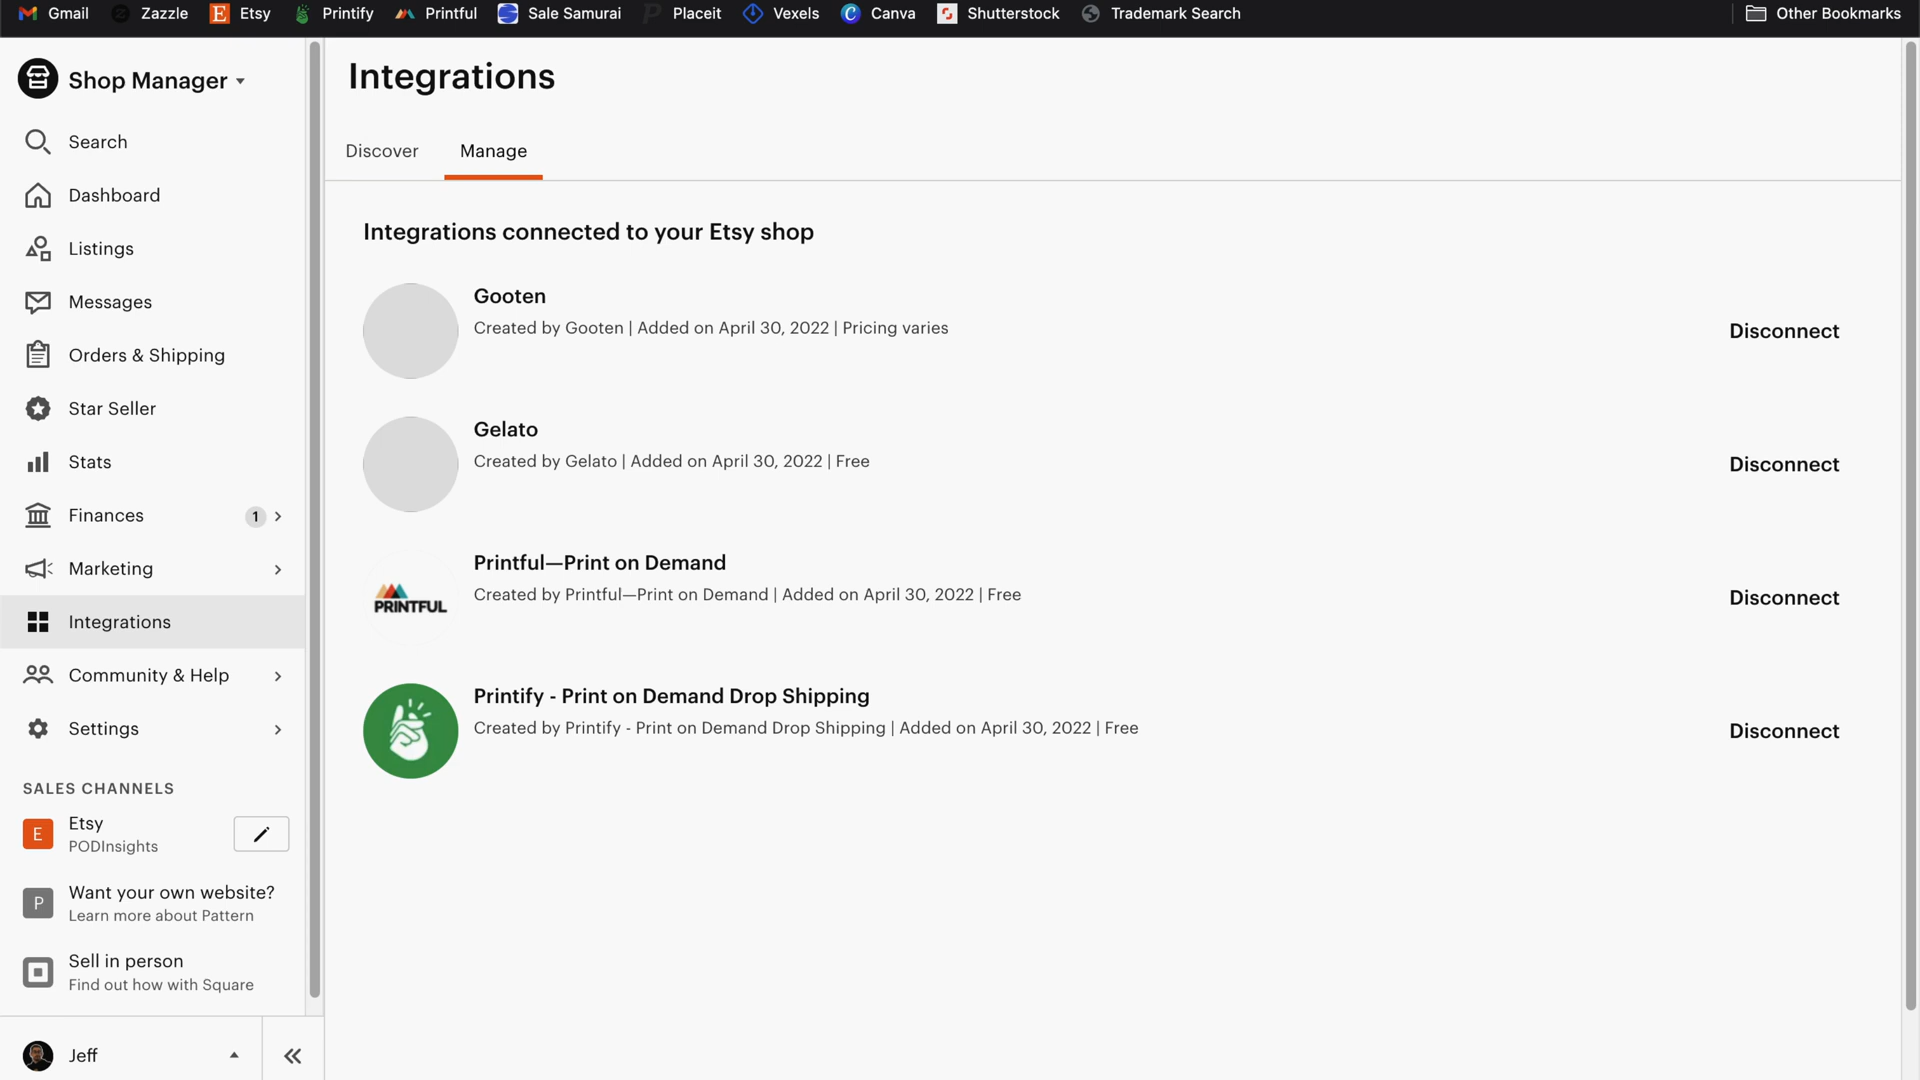 Gmail
Zazzle
Etsy
Printify
Printful
Sale Samurai
Placeit
Vexels
Canva
Shutterstock
Trademark Search
Other Bookmarks
Shop Manager
Search
Dashboard
Listings
Messages
Orders & Shipping
Star Seller
Stats
Finances 1
Marketing
Integrations
Community & Help
Settings
SALES CHANNELS
E
Etsy
PODInsights
P
Want your own website?
Learn more about Pattern
Sell in person
Find out how with Square
Jeff
Integrations
Discover
Manage
Integrations connected to your Etsy shop
Gooten
Created by Gooten | Added on April 30, 2022 | Pricing varies
Disconnect
Gelato
Created by Gelato | Added on April 30, 2022 | Free
Disconnect
PRINTFUL
Printful—Print on Demand
Created by Printful—Print on Demand | Added on April 30, 2022 | Free
Disconnect
Printify - Print on Demand Drop Shipping
Created by Printify - Print on Demand Drop Shipping | Added on April 30, 2022 | Free
Disconnect